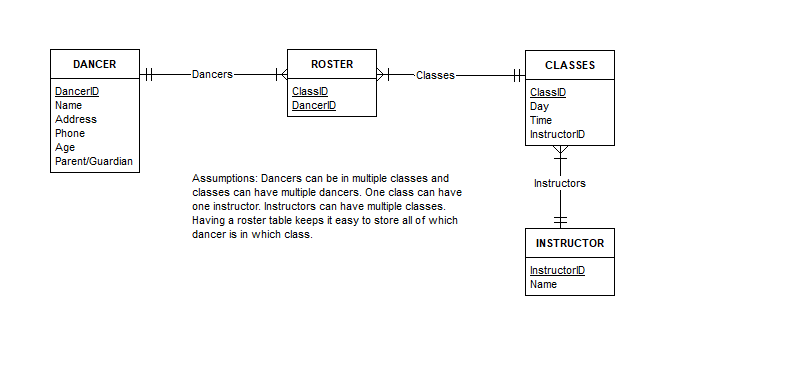 DANCER
DancerID
Name
Address
Phone
Age
Parent/Guardian
Dancers
ROSTER
ClassID
DancerID
Classes
CLASSES
ClassID
Day
Time
InstructorID
Instructors
INSTRUCTOR
InstructorID
Name
Assumptions: Dancers can be in multiple classes and
classes can have multiple dancers. One class can have
one instructor. Instructors can have multiple classes.
Having a roster table keeps it easy to store all of which
dancer is in which class.